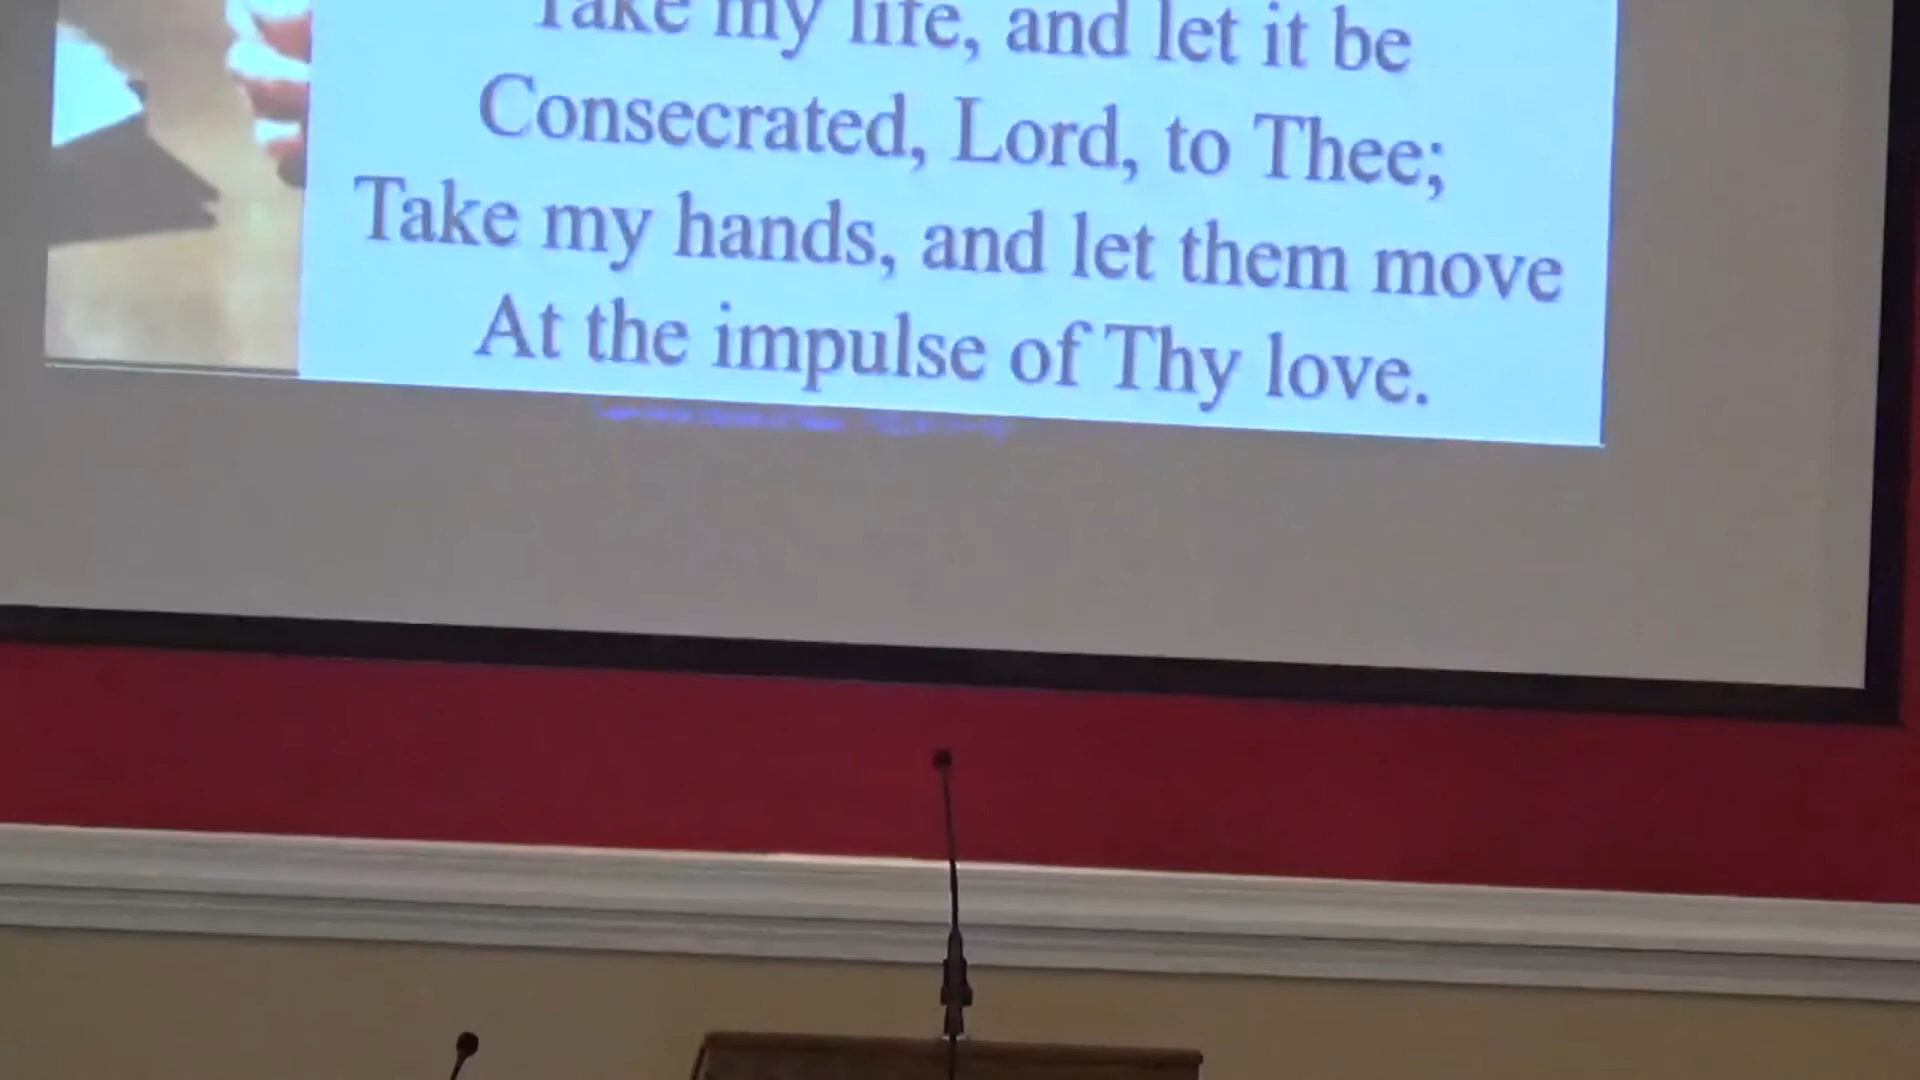 Take my life, and let it be
Consecrated, Lord, to Thee;
Take my hands, and let them move
At the impulse of Thy love.